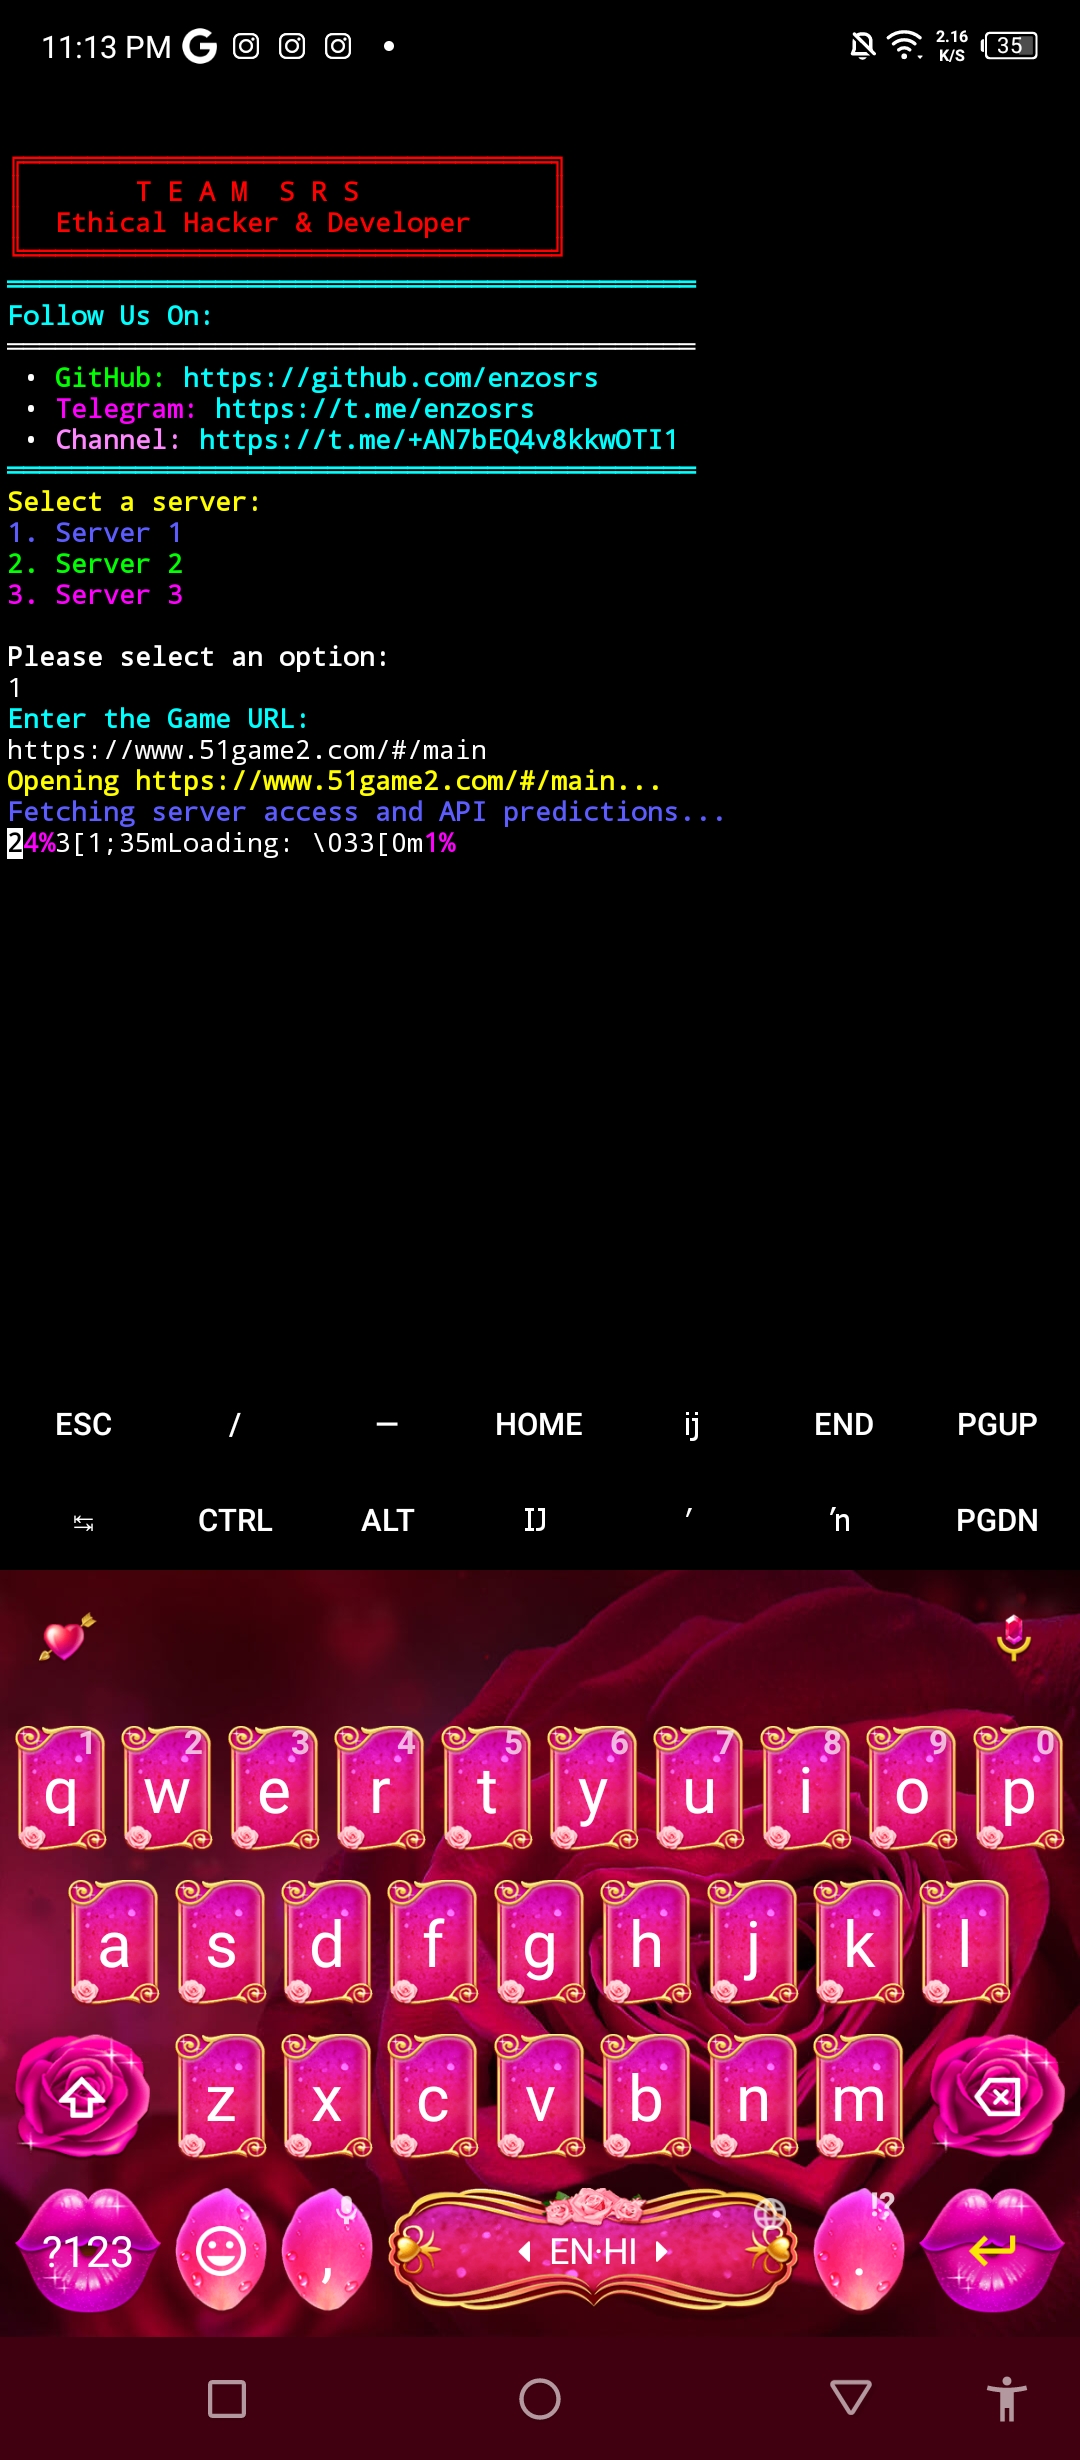 11:13 PM
2.16 K/S
35
T E A M  S R S
Ethical Hacker & Developer
Follow Us On:
• GitHub: https://github.com/enzosrs
• Telegram: https://t.me/enzosrs
• Channel: https://t.me/+AN7bEQ4v8kkwOTI1
Select a server:
1. Server 1
2. Server 2
3. Server 3
Please select an option:
1
Enter the Game URL:
https://www.51game2.com/#/main
Opening https://www.51game2.com/#/main...
Fetching server access and API predictions...
24%3[1;35mLoading: \033[0m1%
ESC / — HOME ij END PGUP
↹ CTRL ALT IJ ′ ŉ PGDN
1 2 3 4 5 6 7 8 9 0
q w e r t y u i o p
a s d f g h j k l
z x c v b n m
!?
?123 , EN·HI .